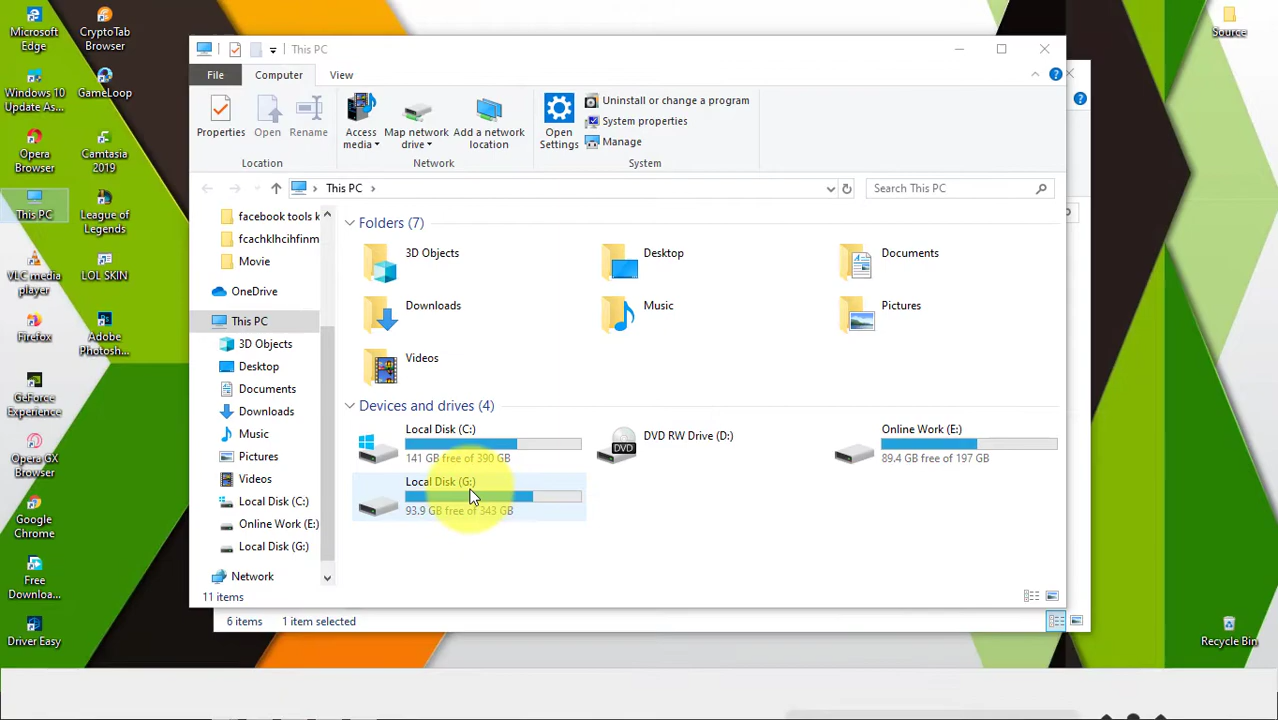 Microsoft
Edge
CryptoTab
Browser
Windows 10
Update As...
GameLoop
Opera
Browser
Camtasia
2019
This PC
League of
Legends
VLC media
player
LOL SKIN
Firefox
Adobe
Photosh...
GeForce
Experience
Opera GX
Browser
Google
Chrome
Free
Downloa...
Driver Easy
Source
Recycle Bin
This PC
File
Computer
View
Properties
Open
Rename
Location
Access
media
Map network
drive
Add a network
location
Network
Open
Settings
Uninstall or change a program
System properties
Manage
System
This PC
Search This PC
facebook tools k
fcachklhcihfinm
Movie
OneDrive
This PC
3D Objects
Desktop
Documents
Downloads
Music
Pictures
Videos
Local Disk (C:)
Online Work (E:)
Local Disk (G:)
Network
Folders (7)
3D Objects
Desktop
Documents
Downloads
Music
Pictures
Videos
Devices and drives (4)
Local Disk (C:)
141 GB free of 390 GB
DVD RW Drive (D:)
DVD
Online Work (E:)
89.4 GB free of 197 GB
Local Disk (G:)
93.9 GB free of 343 GB
11 items
6 items 1 item selected